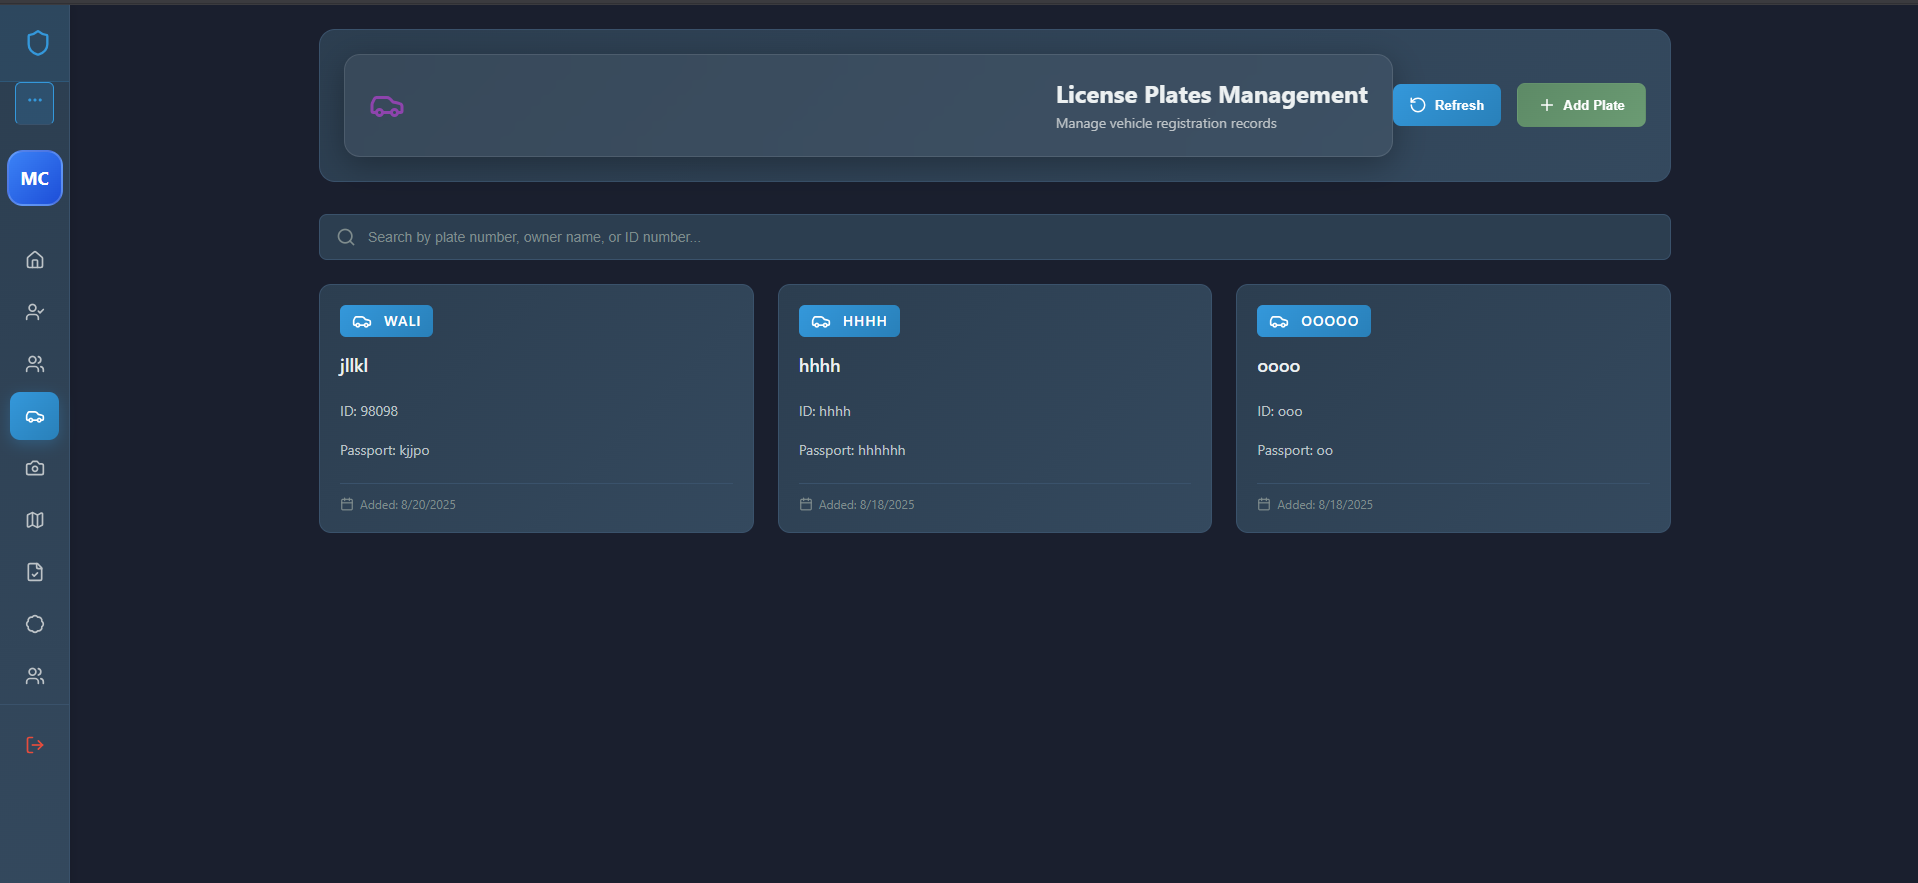 MC
License Plates Management
Manage vehicle registration records
Refresh
Add Plate
Search by plate number, owner name, or ID number...
WALI
jllkl
ID: 98098
Passport: kjjpo
Added: 8/20/2025
HHHH
hhhh
ID: hhhh
Passport: hhhhhh
Added: 8/18/2025
OOOOO
oooo
ID: ooo
Passport: oo
Added: 8/18/2025